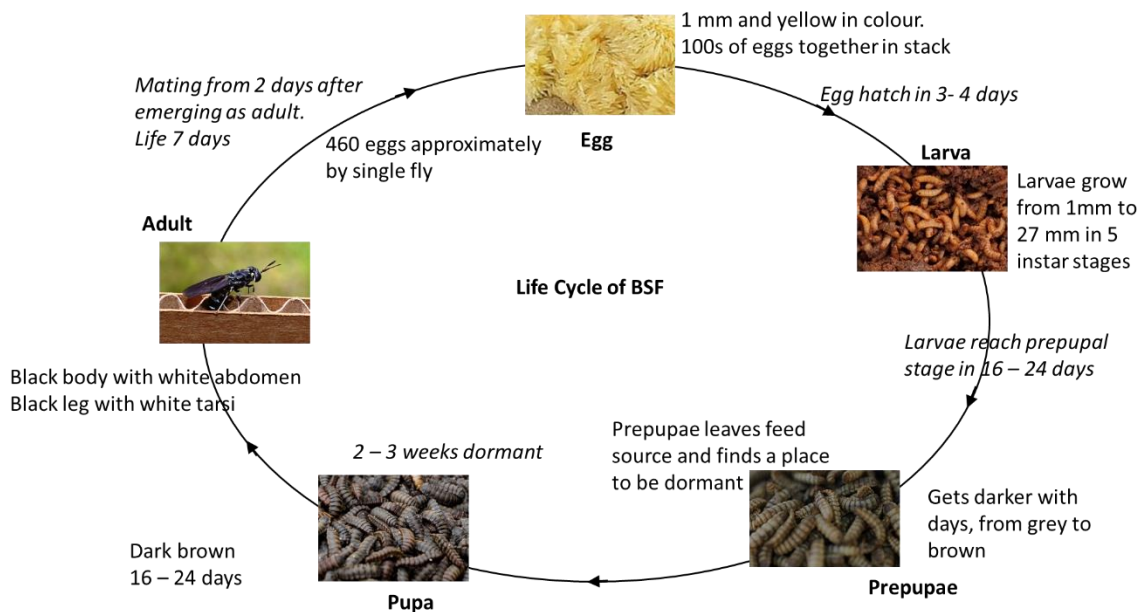 1 mm and yellow in colour.
100s of eggs together in stack
Egg
Egg hatch in 3- 4 days
Larva
Larvae grow
from 1mm to
27 mm in 5
instar stages
Larvae reach prepupal
stage in 16 – 24 days
Prepupae leaves feed
source and finds a place
to be dormant
Gets darker with
days, from grey to
brown
Prepupae
2 – 3 weeks dormant
Dark brown
16 – 24 days
Pupa
Black body with white abdomen
Black leg with white tarsi
Adult
Mating from 2 days after
emerging as adult.
Life 7 days
460 eggs approximately
by single fly
Life Cycle of BSF